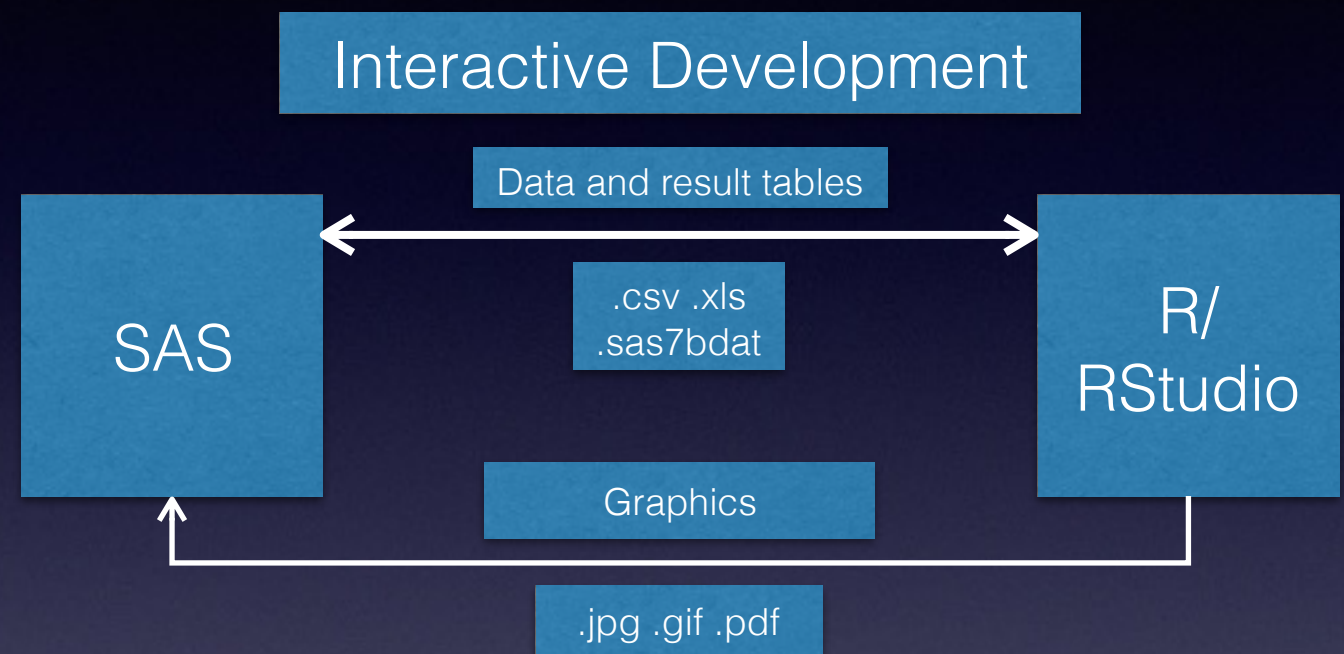 Interactive Development
Data and result tables
SAS
.csv .xls
.sas7bdat
R/
RStudio
Graphics
.jpg .gif .pdf